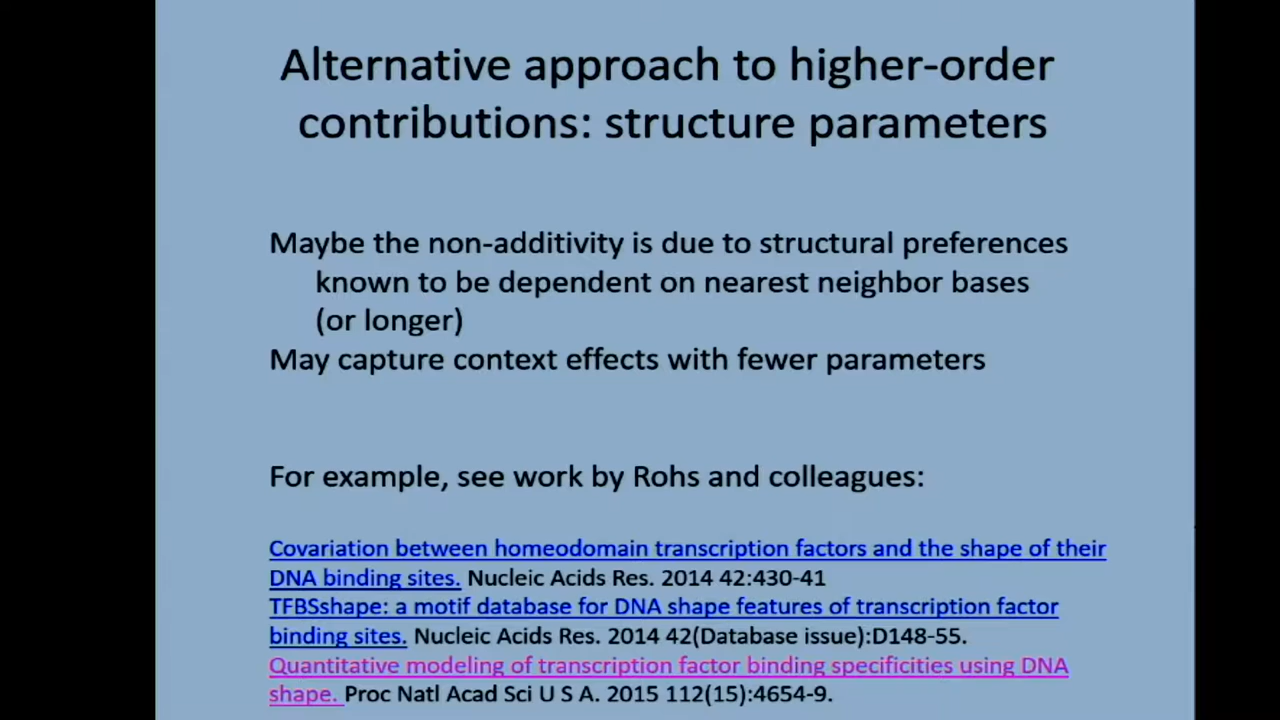 Alternative approach to higher-order
contributions: structure parameters
Maybe the non-additivity is due to structural preferences
known to be dependent on nearest neighbor bases
(or longer)
May capture context effects with fewer parameters
For example, see work by Rohs and colleagues:
Covariation between homeodomain transcription factors and the shape of their
DNA binding sites. Nucleic Acids Res. 2014 42:430-41
TFBSshape: a motif database for DNA shape features of transcription factor
binding sites. Nucleic Acids Res. 2014 42(Database issue):D148-55.
Quantitative modeling of transcription factor binding specificities using DNA
shape. Proc Natl Acad Sci U S A. 2015 112(15):4654-9.